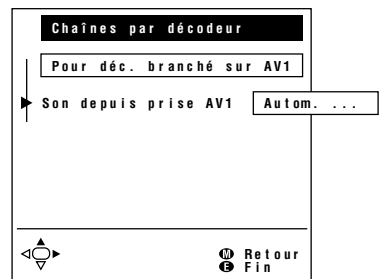 Chaînes par décodeur
Pour déc. branché sur AV1
Son depuis prise AV1 Autom. ...
M Retour
E Fin